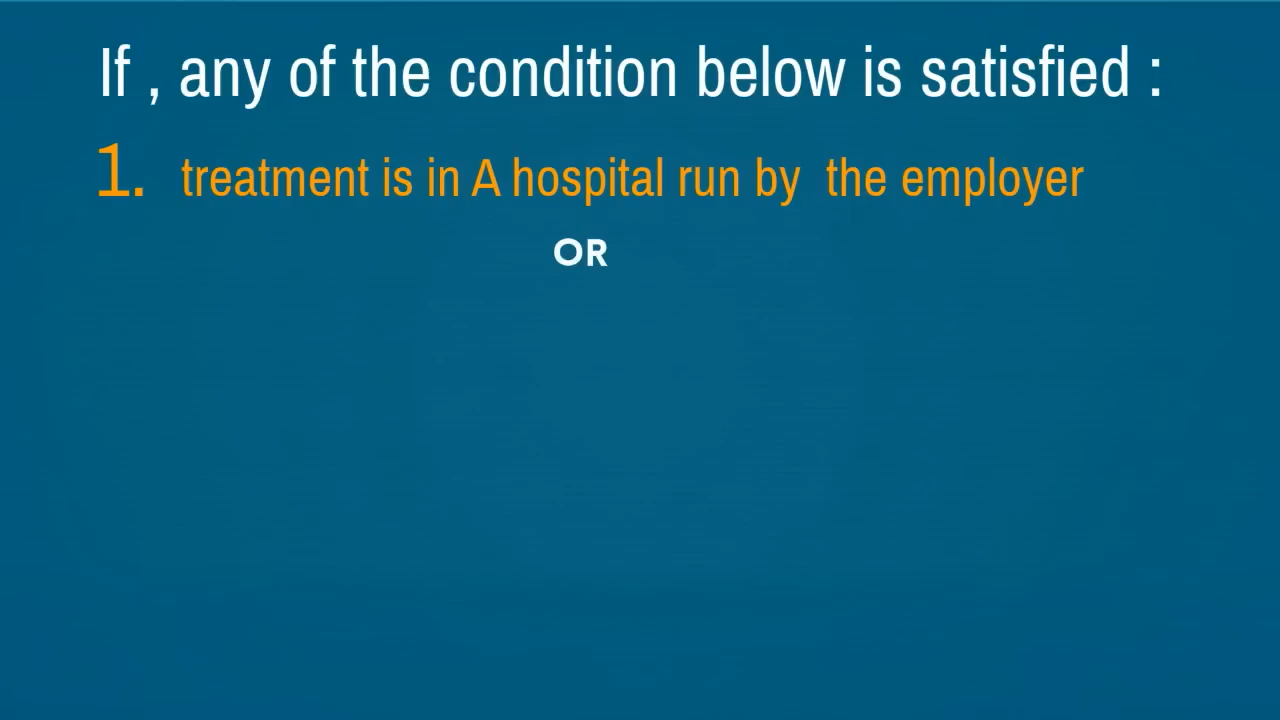 If , any of the condition below is satisfied :
1. treatment is in A hospital run by the employer
OR